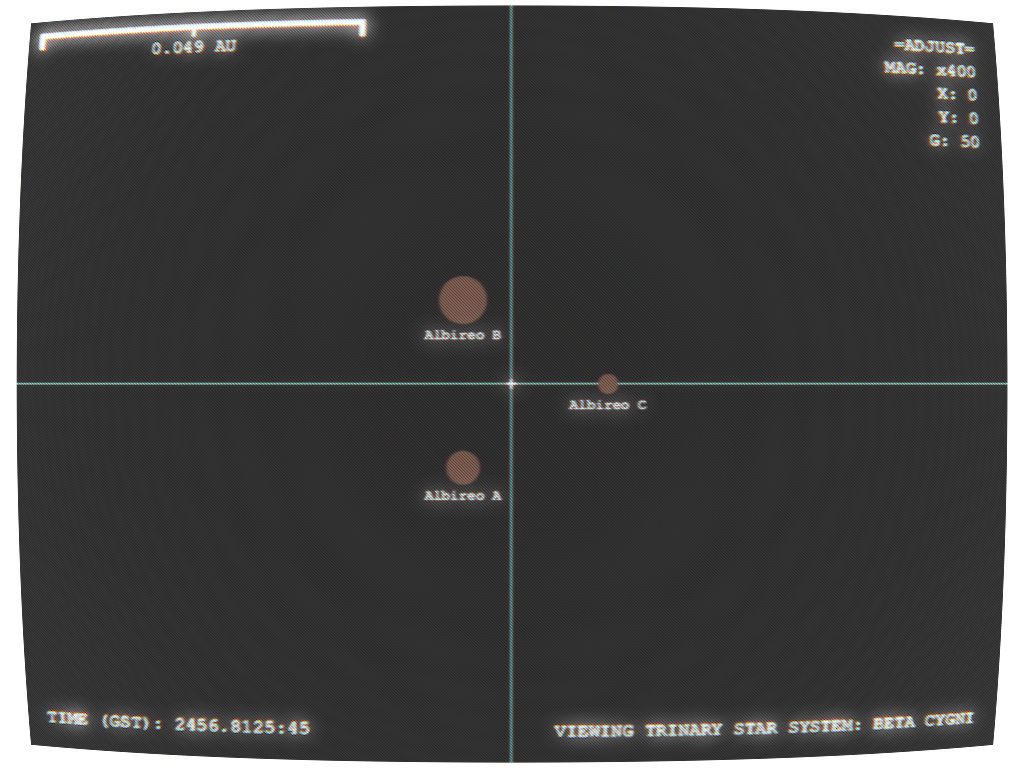 0.049 AU
=ADJUST=
MAG: x400
X: 0
Y: 0
G: 50
Albireo B
Albireo C
Albireo A
TIME (GST): 2456.8125:45
VIEWING TRINARY STAR SYSTEM: BETA CYGNI